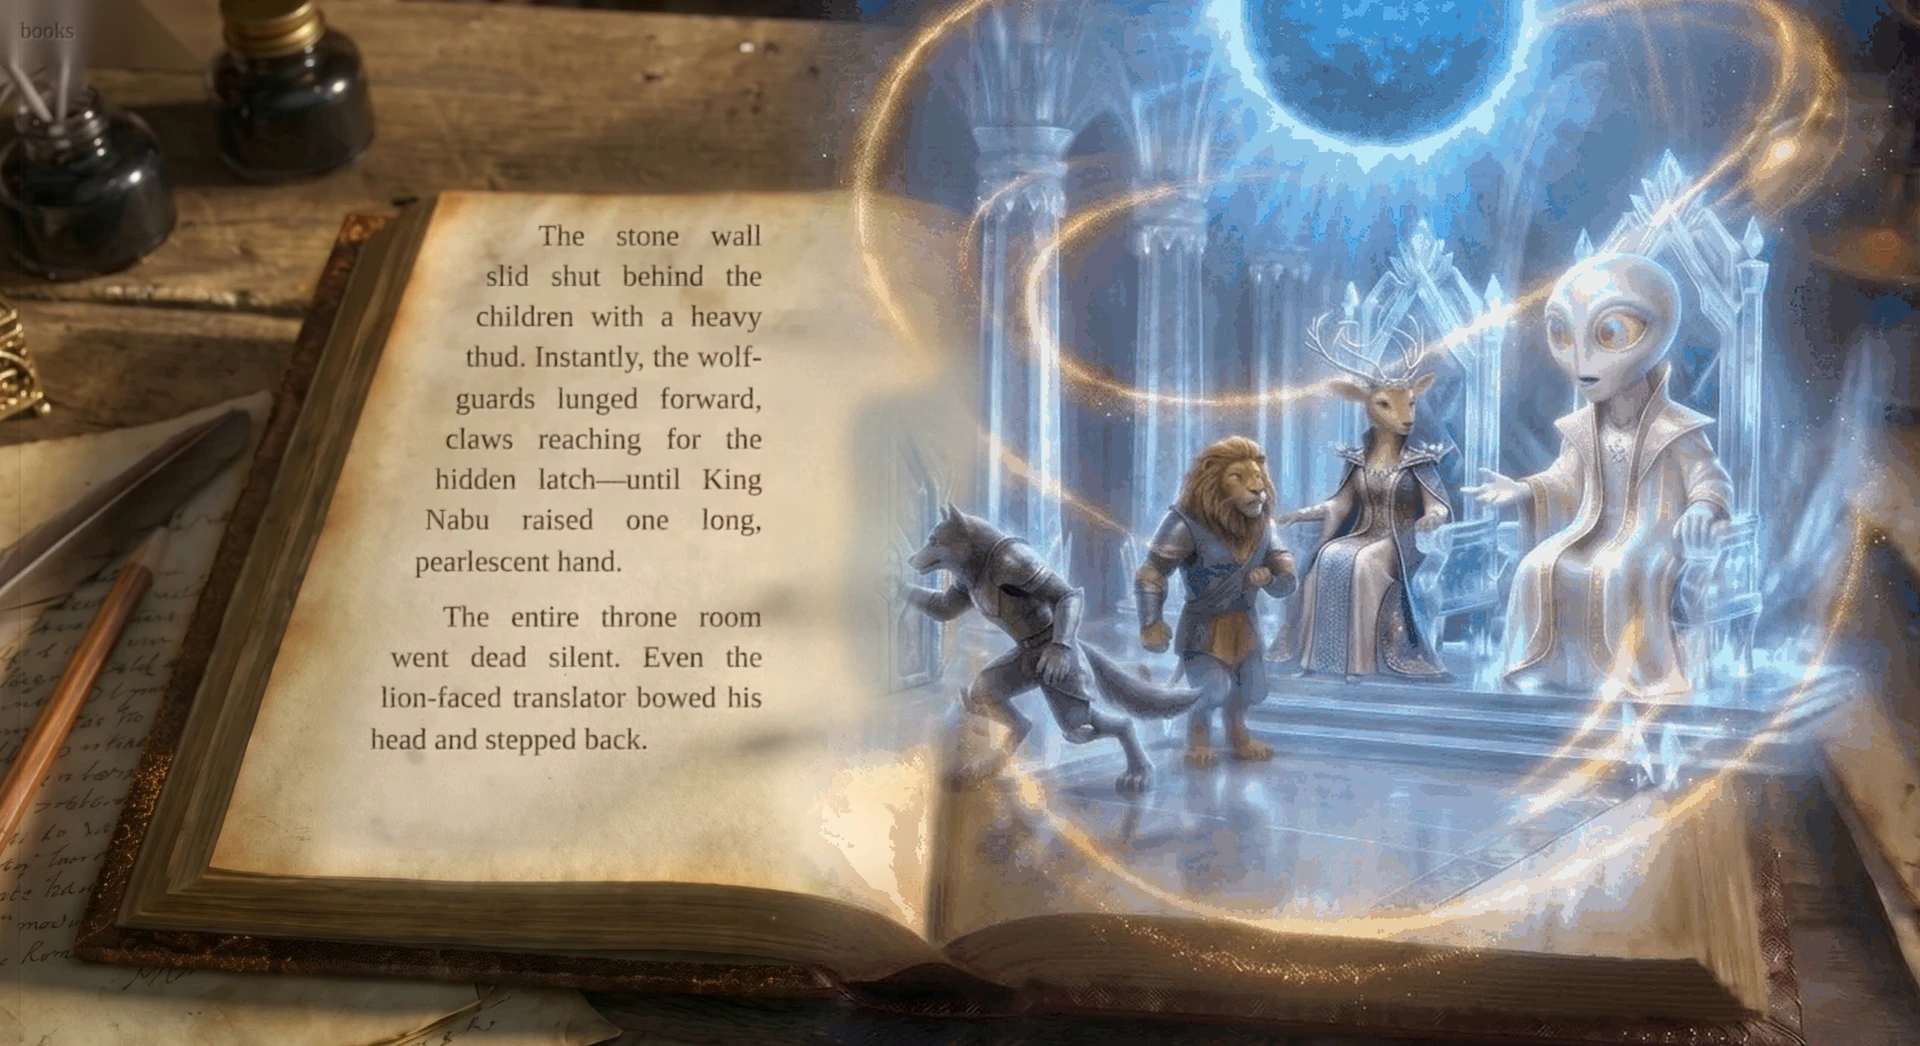 books
The stone wall
slid shut behind the
children with a heavy
thud. Instantly, the wolf-
guards lunged forward,
claws reaching for the
hidden latch—until King
Nabu raised one long,
pearlescent hand.
The entire throne room
went dead silent. Even the
lion-faced translator bowed his
head and stepped back.